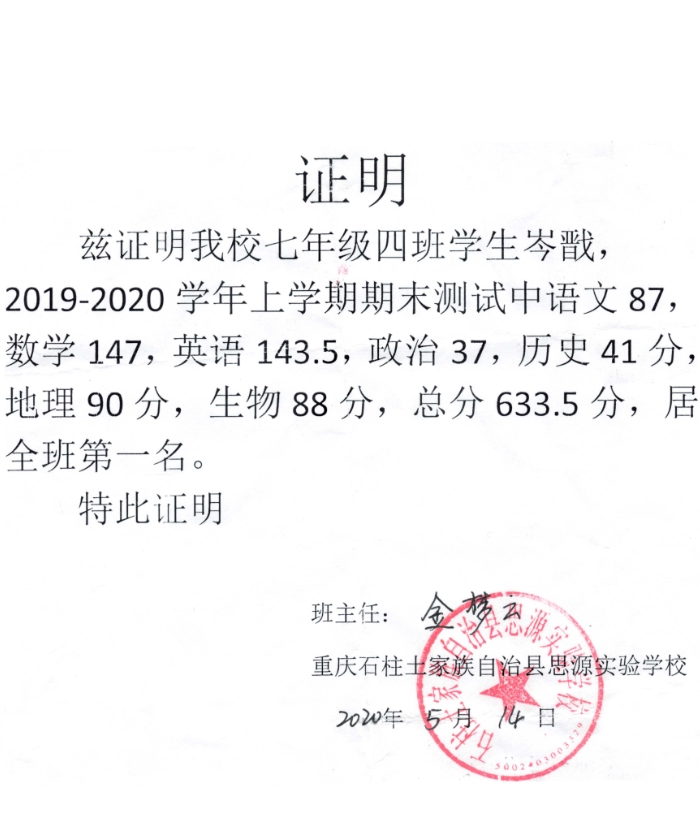 证明
兹证明我校七年级四班学生岑戬，
2019-2020 学年上学期期末测试中语文 87，
数学 147，英语 143.5，政治 37，历史 41 分，
地理 90 分，生物 88 分，总分 633.5 分，居
全班第一名。
特此证明
班主任： 金梦云
重庆石柱土家族自治县思源实验学校
2020年 5月 14日
石柱土家族自治县思源实验学校